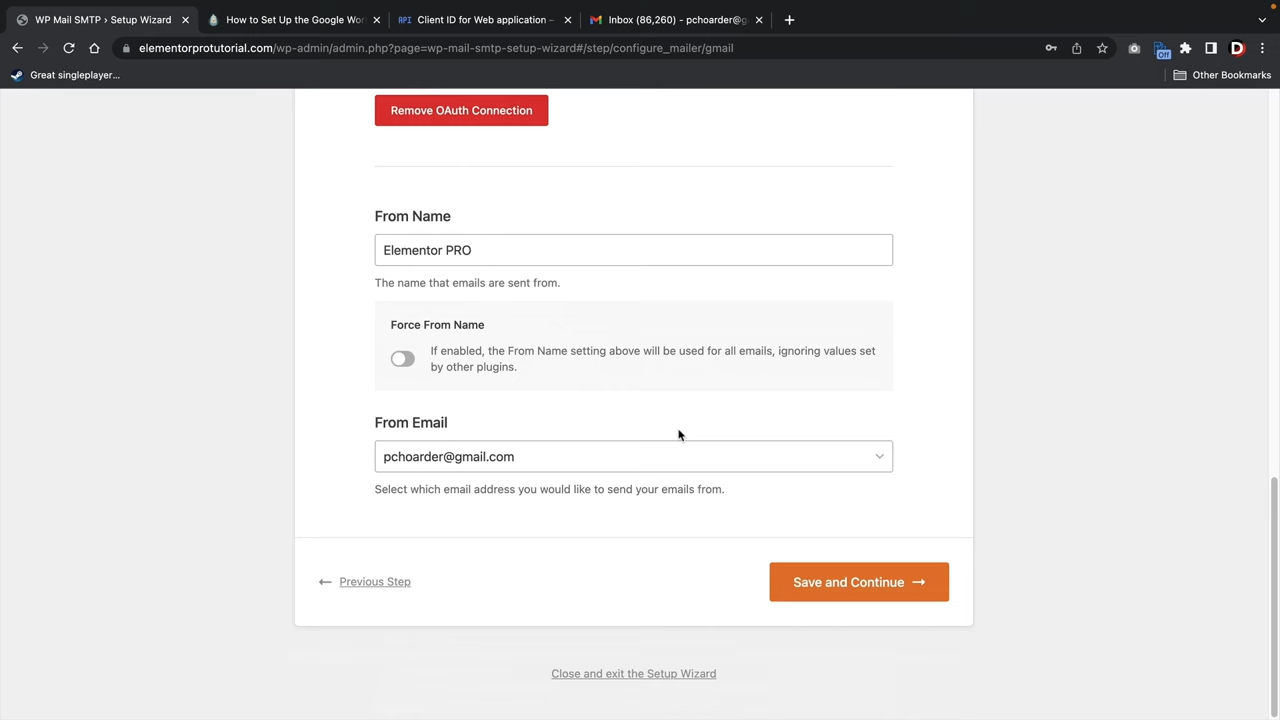 WP Mail SMTP › Setup Wizard
How to Set Up the Google Wor
Client ID for Web application –
Inbox (86,260) - pchoarder@g
elementorprotutorial.com/wp-admin/admin.php?page=wp-mail-smtp-setup-wizard#/step/configure_mailer/gmail
Off
D
Great singleplayer...
Other Bookmarks
Remove OAuth Connection
From Name
Elementor PRO
The name that emails are sent from.
Force From Name
If enabled, the From Name setting above will be used for all emails, ignoring values set
by other plugins.
From Email
pchoarder@gmail.com
Select which email address you would like to send your emails from.
Previous Step
Save and Continue
Close and exit the Setup Wizard